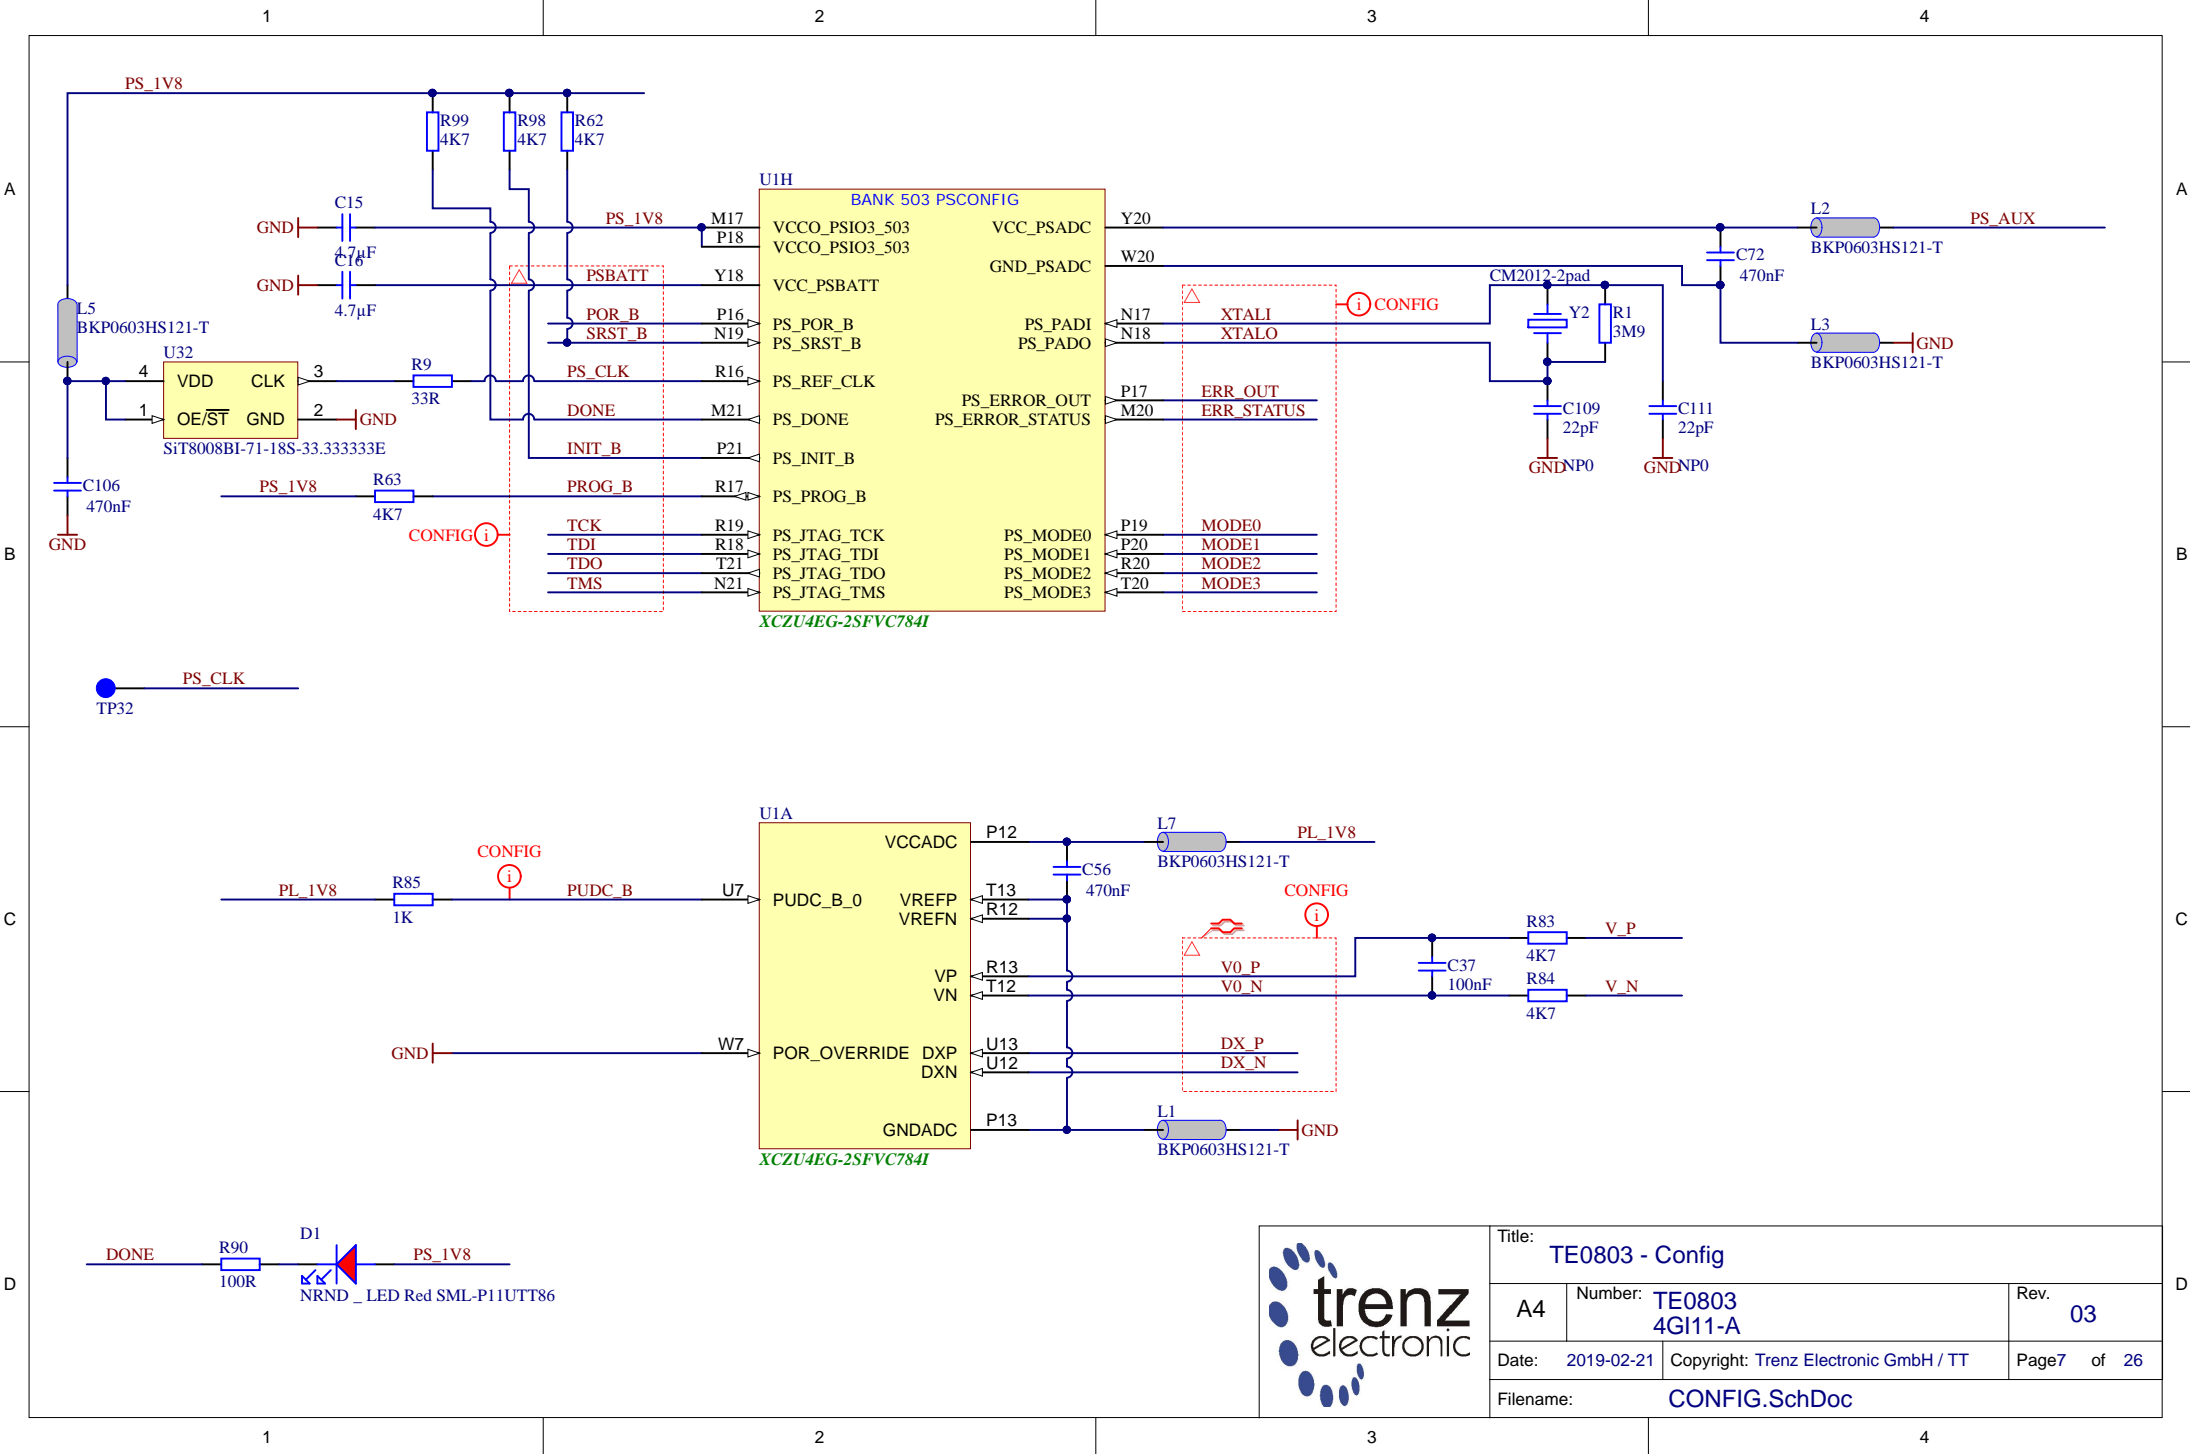 1
2
3
4
PS_1V8
R99
4K7
R98
4K7
R62
4K7
A
A
U1H
BANK 503 PSCONFIG
C15
GND
4.7µF
PS_1V8
M17
VCCO_PSIO3_503
P18
VCCO_PSIO3_503
C16
GND
4.7µF
PSBATT
Y18
VCC_PSBATT
POR_B
P16
PS_POR_B
SRST_B
N19
PS_SRST_B
L5
BKP0603HS121-T
U32
4
VDD
CLK
3
1
OE/ST
GND
2
GND
SiT8008BI-71-18S-33.333333E
R9
33R
PS_CLK
R16
PS_REF_CLK
DONE
M21
PS_DONE
INIT_B
P21
PS_INIT_B
C106
470nF
GND
PS_1V8
R63
4K7
PROG_B
R17
PS_PROG_B
CONFIG
i
TCK
R19
PS_JTAG_TCK
TDI
R18
PS_JTAG_TDI
TDO
T21
PS_JTAG_TDO
TMS
N21
PS_JTAG_TMS
VCC_PSADC
Y20
GND_PSADC
W20
PS_PADI
N17
XTALI
PS_PADO
N18
XTALO
PS_ERROR_OUT
P17
ERR_OUT
PS_ERROR_STATUS
M20
ERR_STATUS
PS_MODE0
P19
MODE0
PS_MODE1
P20
MODE1
PS_MODE2
R20
MODE2
PS_MODE3
T20
MODE3
XCZU4EG-2SFVC784I
i
CONFIG
CM2012-2pad
Y2
R1
3M9
C109
22pF
GND
NP0
C111
22pF
GND
NP0
C72
470nF
L2
BKP0603HS121-T
PS_AUX
L3
BKP0603HS121-T
GND
B
B
PS_CLK
TP32
U1A
PL_1V8
R85
1K
CONFIG
i
PUDC_B
U7
PUDC_B_0
GND
W7
POR_OVERRIDE
VCCADC
P12
VREFP
T13
VREFN
R12
VP
R13
V0_P
VN
T12
V0_N
DXP
U13
DX_P
DXN
U12
DX_N
GNDADC
P13
XCZU4EG-2SFVC784I
L7
BKP0603HS121-T
PL_1V8
C56
470nF
CONFIG
i
C37
100nF
R83
4K7
V_P
R84
4K7
V_N
L1
BKP0603HS121-T
GND
C
C
DONE
R90
100R
D1
PS_1V8
NRND _ LED Red SML-P11UTT86
D
D
trenz
electronic
Title:
TE0803 - Config
A4
Number:
TE0803
4GI11-A
Rev.
03
Date: 2019-02-21
Copyright: Trenz Electronic GmbH / TT
Page7 of 26
Filename:
CONFIG.SchDoc
1
2
3
4